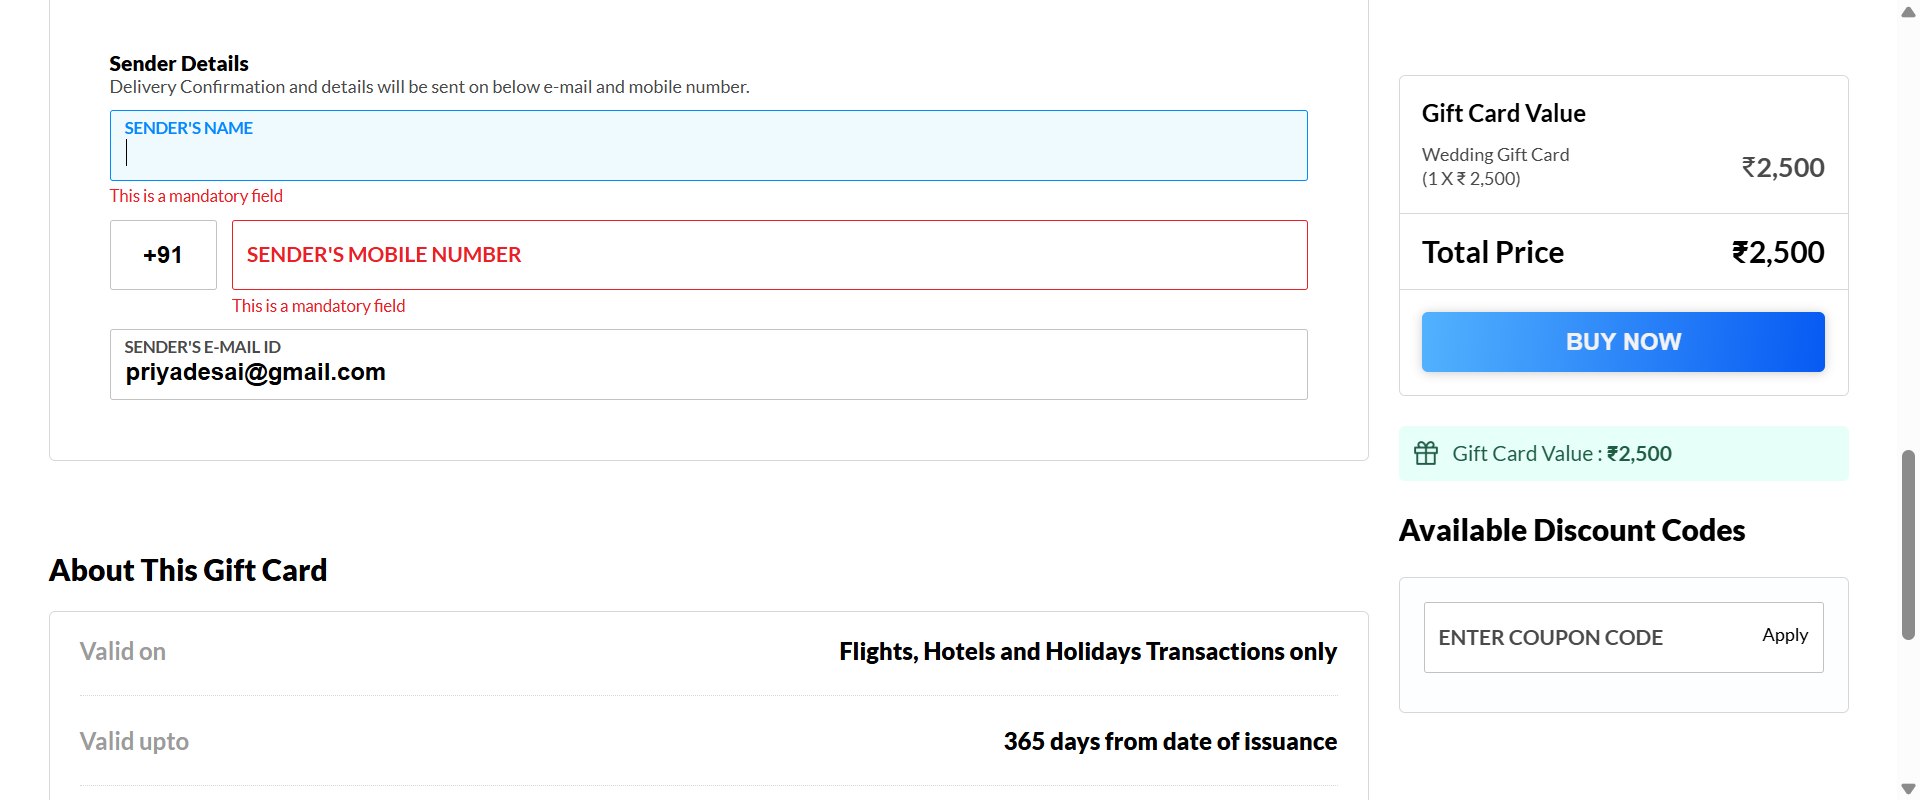 Sender Details
Delivery Confirmation and details will be sent on below e-mail and mobile number.
SENDER'S NAME
This is a mandatory field
+91
SENDER'S MOBILE NUMBER
This is a mandatory field
SENDER'S E-MAIL ID
priyadesai@gmail.com
About This Gift Card
Valid on
Flights, Hotels and Holidays Transactions only
Valid upto
365 days from date of issuance
Gift Card Value
Wedding Gift Card
(1 X ₹ 2,500)
₹2,500
Total Price
₹2,500
BUY NOW
Gift Card Value : ₹2,500
Available Discount Codes
ENTER COUPON CODE
Apply